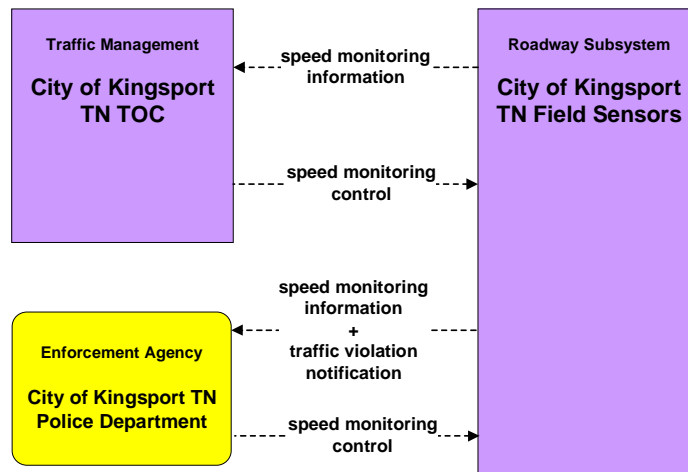 Traffic Management
City of Kingsport
TN TOC
speed monitoring
information
Roadway Subsystem
City of Kingsport
TN Field Sensors
speed monitoring
control
speed monitoring
information
+
traffic violation
notification
Enforcement Agency
City of Kingsport TN
Police Department
speed monitoring
control